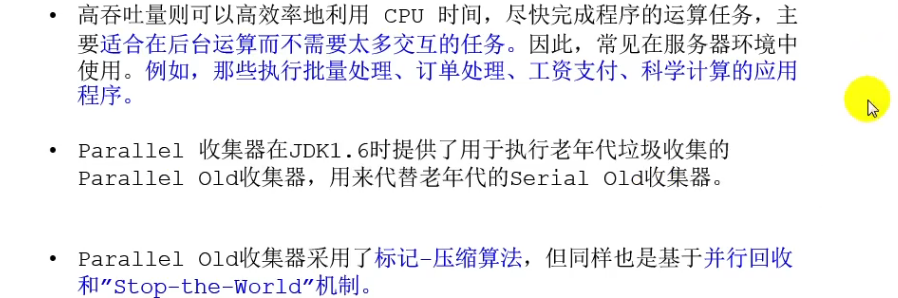 • 高吞吐量则可以高效率地利用 CPU 时间，尽快完成程序的运算任务，主
要适合在后台运算而不需要太多交互的任务。因此，常见在服务器环境中
使用。例如，那些执行批量处理、订单处理、工资支付、科学计算的应用
程序。
• Parallel 收集器在JDK1.6时提供了用于执行老年代垃圾收集的
Parallel Old收集器，用来代替老年代的Serial Old收集器。
• Parallel Old收集器采用了标记-压缩算法，但同样也是基于并行回收
和”Stop-the-World”机制。